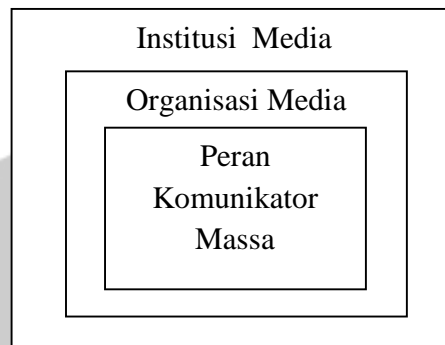 Institusi Media
Organisasi Media
Peran
Komunikator
Massa